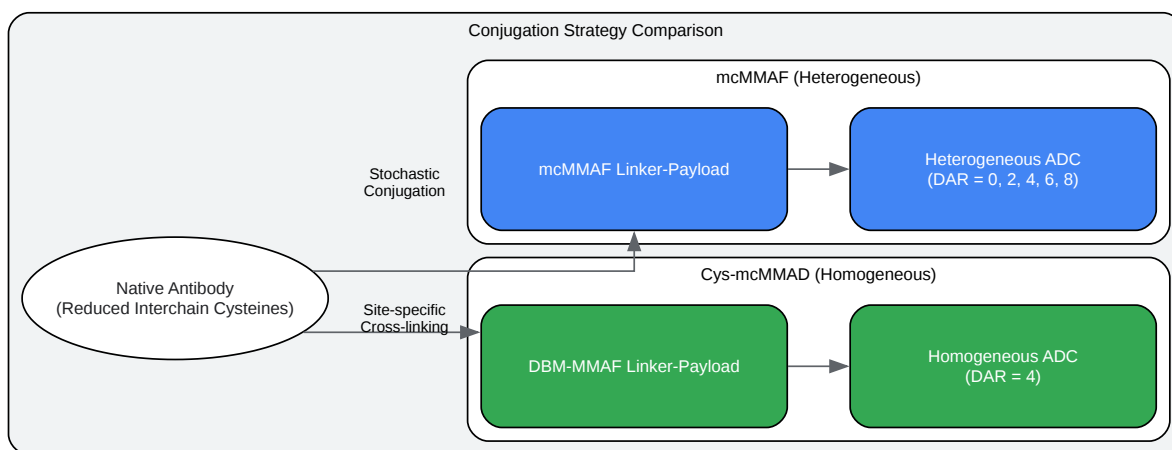 Conjugation Strategy Comparison
mcMMAF (Heterogeneous)
mcMMAF Linker-Payload
Heterogeneous ADC
(DAR = 0, 2, 4, 6, 8)
Stochastic
Conjugation
Native Antibody
(Reduced Interchain Cysteines)
Site-specific
Cross-linking
Cys-mcMMAD (Homogeneous)
DBM-MMAF Linker-Payload
Homogeneous ADC
(DAR = 4)